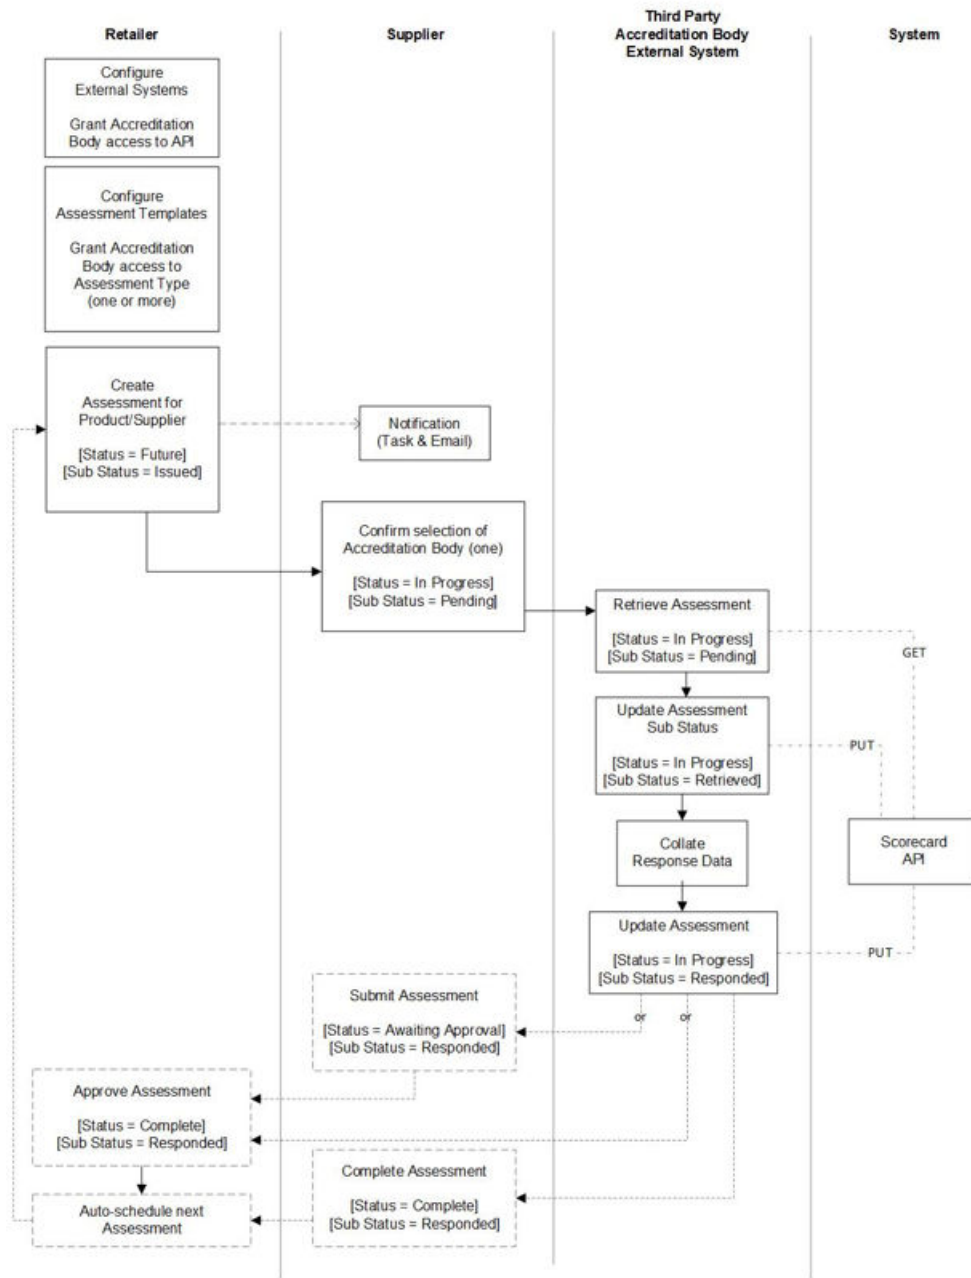 Retailer
Supplier
Third Party
Accreditation Body
External System
System
Configure
External Systems
Grant Accreditation
Body access to API
Configure
Assessment Templates
Grant Accreditation
Body access to
Assessment Type
(one or more)
Create
Assessment for
Product/Supplier
[Status = Future]
[Sub Status = Issued]
Notification
(Task & Email)
Confirm selection of
Accreditation Body (one)
[Status = In Progress]
[Sub Status = Pending]
Retrieve Assessment
[Status = In Progress]
[Sub Status = Pending]
GET
Update Assessment
Sub Status
[Status = In Progress]
[Sub Status = Retrieved]
PUT
Collate
Response Data
Scorecard
API
Update Assessment
[Status = In Progress]
[Sub Status = Responded]
PUT
or
or
Submit Assessment
[Status = Awaiting Approval]
[Sub Status = Responded]
Approve Assessment
[Status = Complete]
[Sub Status = Responded]
Complete Assessment
[Status = Complete]
[Sub Status = Responded]
Auto-schedule next
Assessment